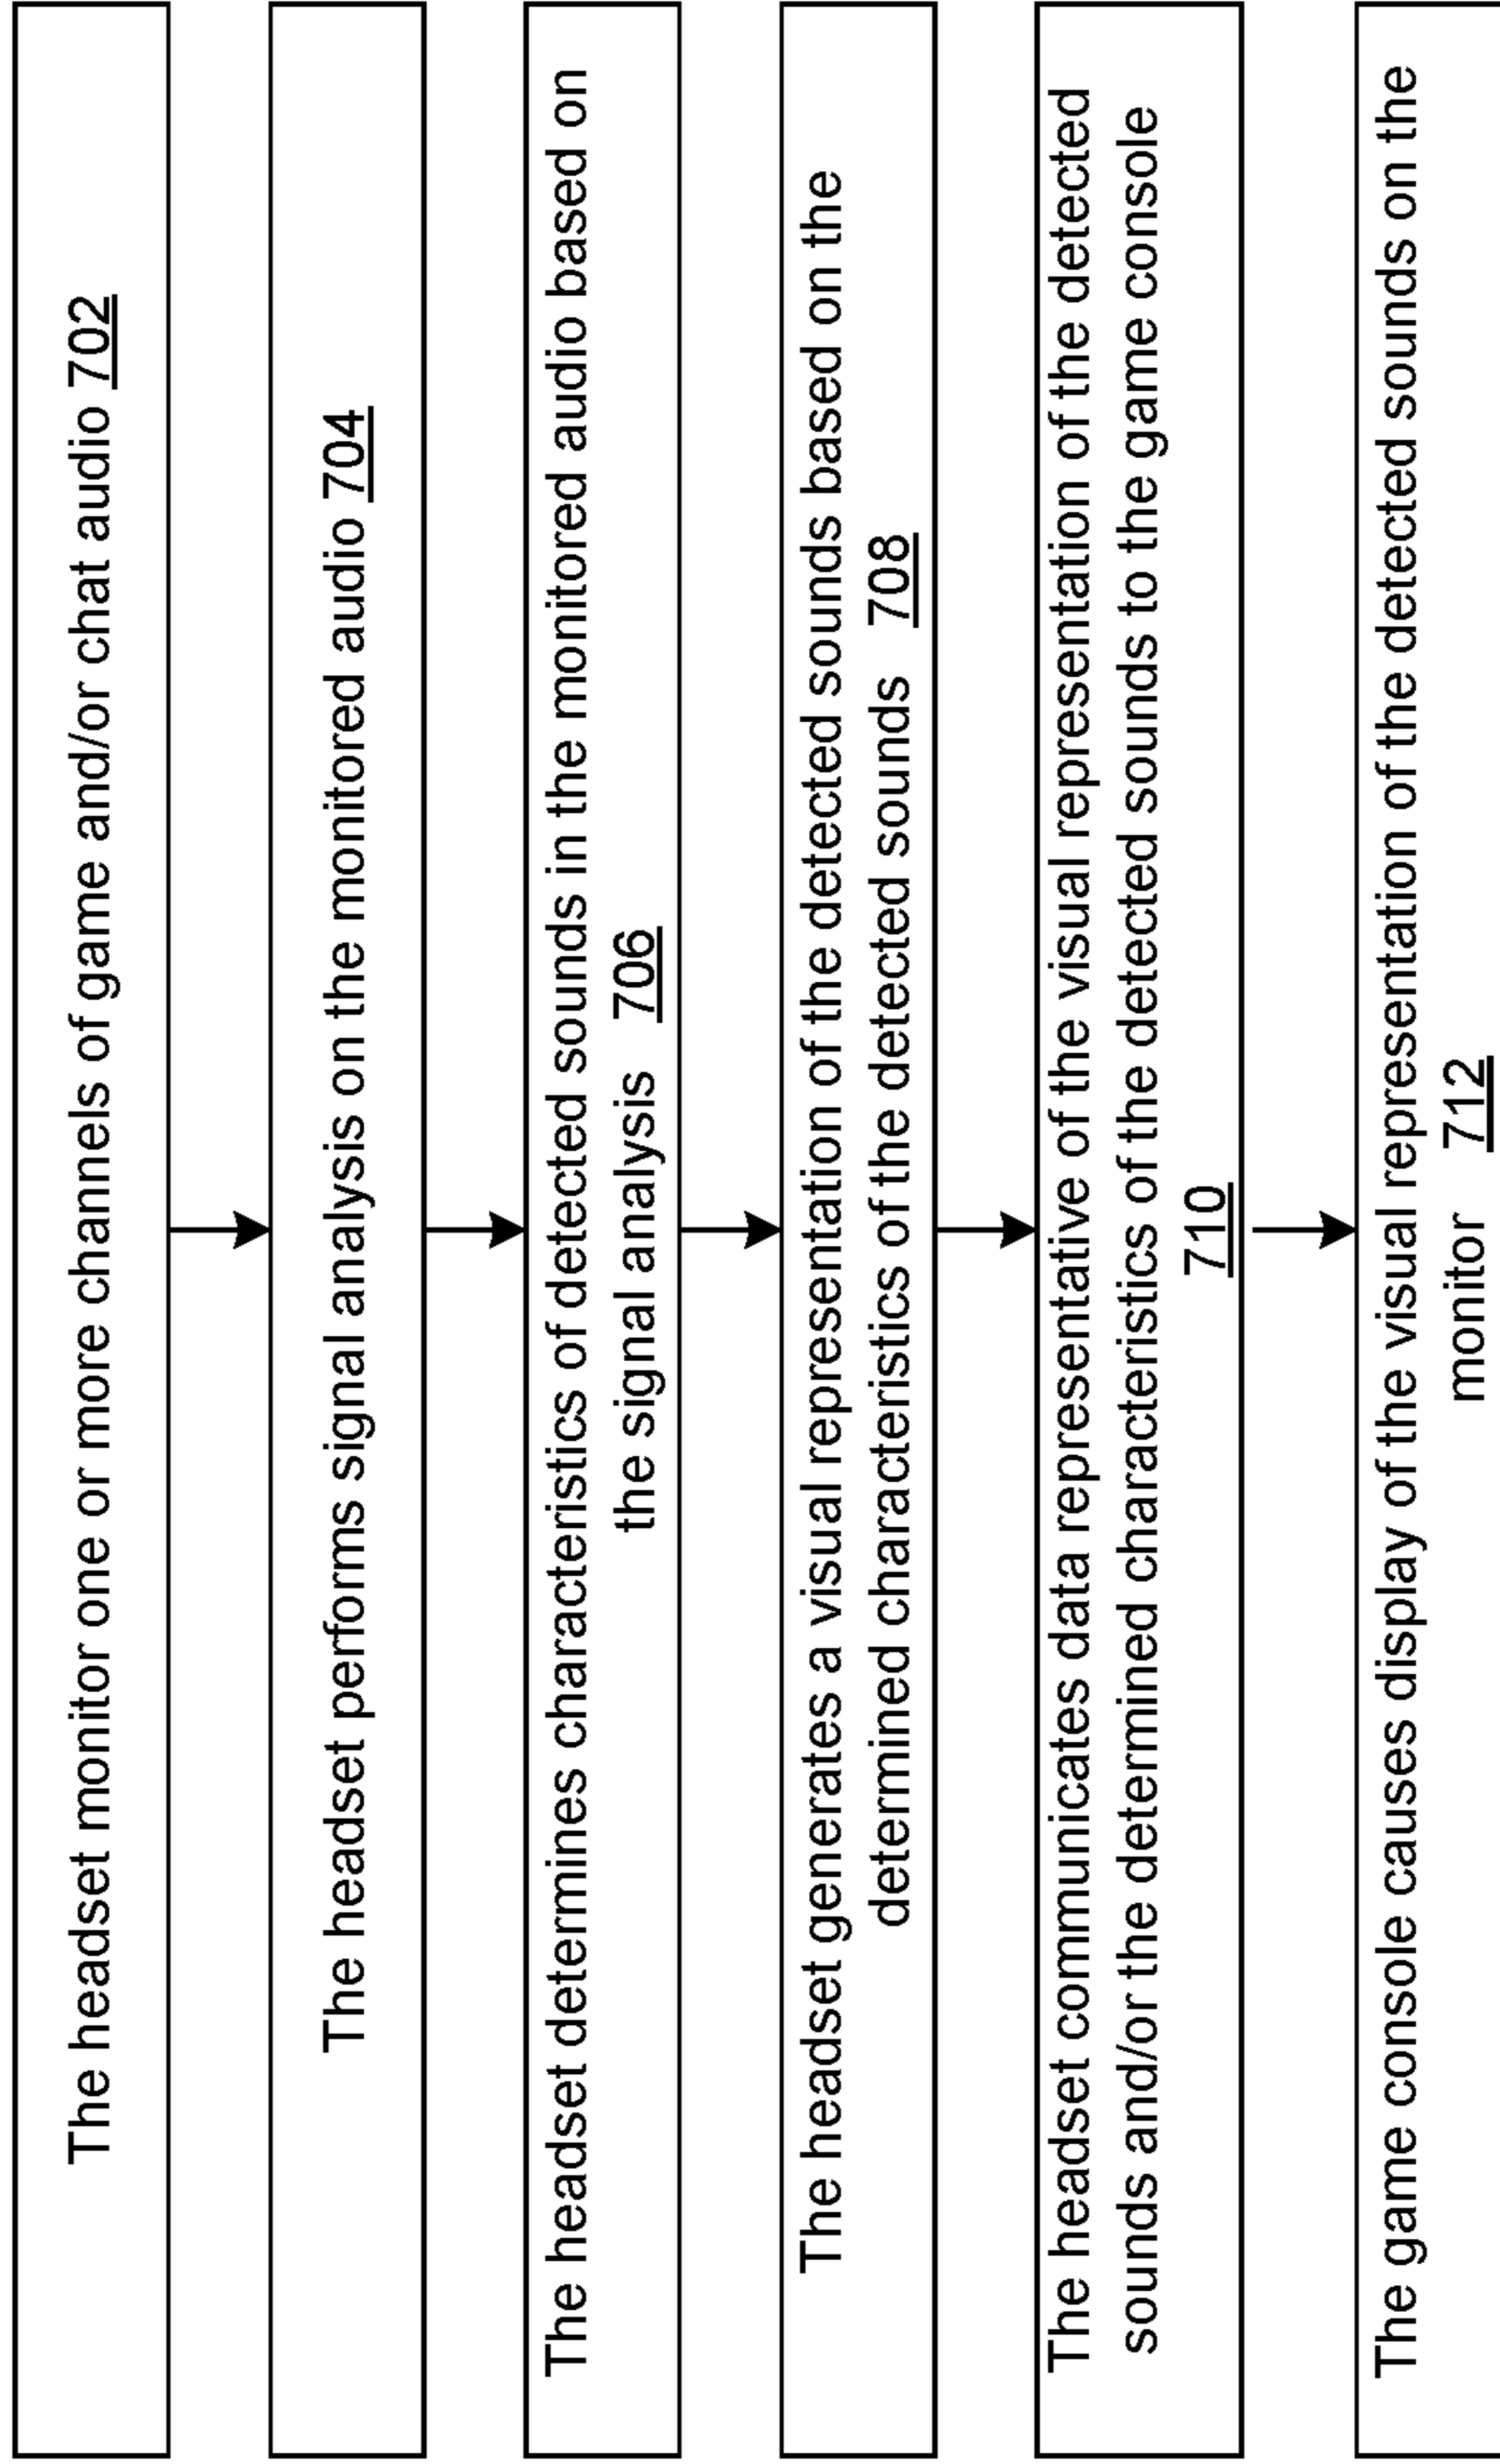 The headset monitor one or more channels of game and/or chat audio 702
The headset performs signal analysis on the monitored audio 704
The headset determines characteristics of detected sounds in the monitored audio based on
the signal analysis 706
The headset generates a visual representation of the detected sounds based on the
determined characteristics of the detected sounds 708
The headset communicates data representative of the visual representation of the detected
sounds and/or the determined characteristics of the detected sounds to the game console
710
The game console causes display of the visual representation of the detected sounds on the
monitor 712